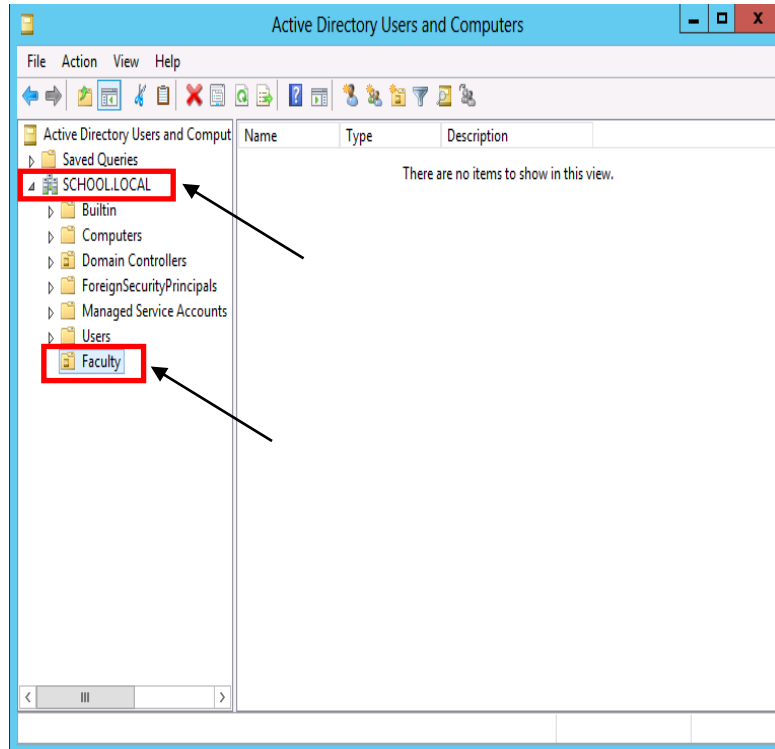 Active Directory Users and Computers
x
File Action View Help
?
Active Directory Users and Comput
Name Type Description
Saved Queries
There are no items to show in this view.
SCHOOL.LOCAL
Builtin
Computers
Domain Controllers
ForeignSecurityPrincipals
Managed Service Accounts
Users
Faculty